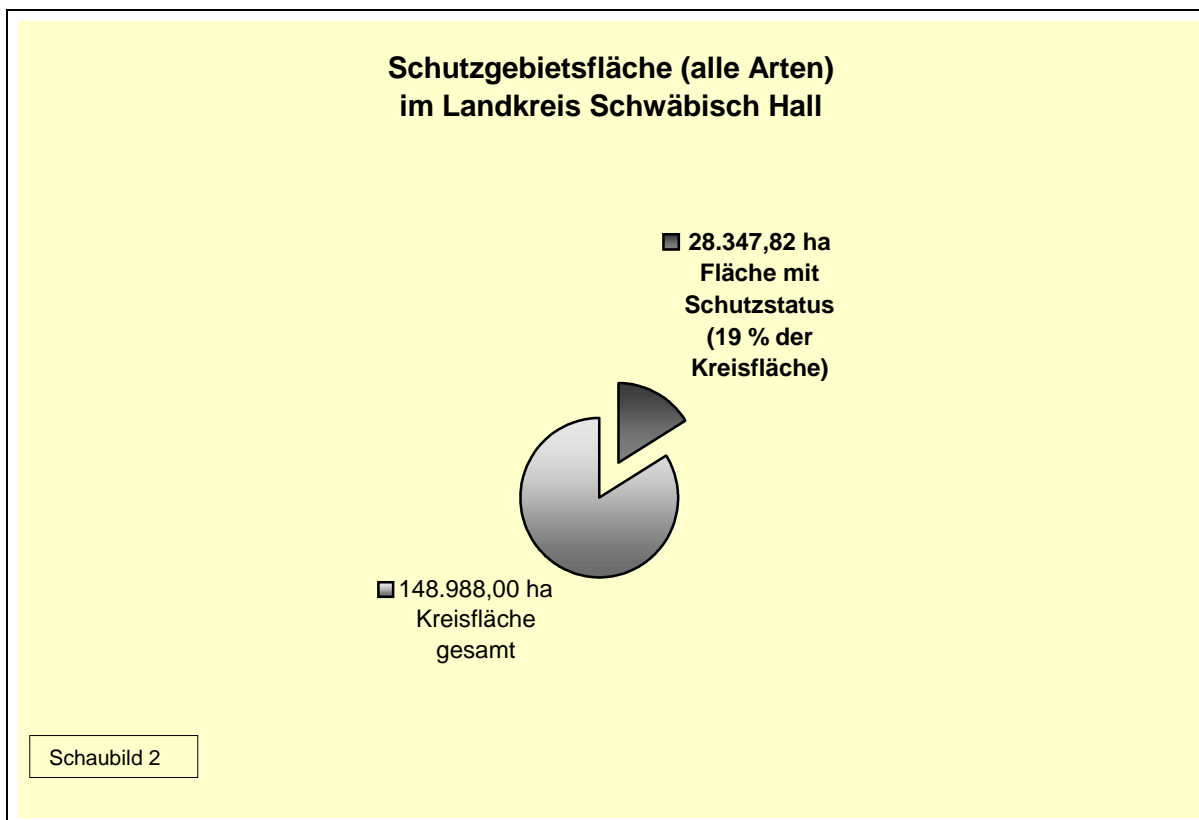 Schutzgebietsfläche (alle Arten)
im Landkreis Schwäbisch Hall
28.347,82 ha
Fläche mit
Schutzstatus
(19 % der
Kreisfläche)
148.988,00 ha
Kreisfläche
gesamt
Schaubild 2